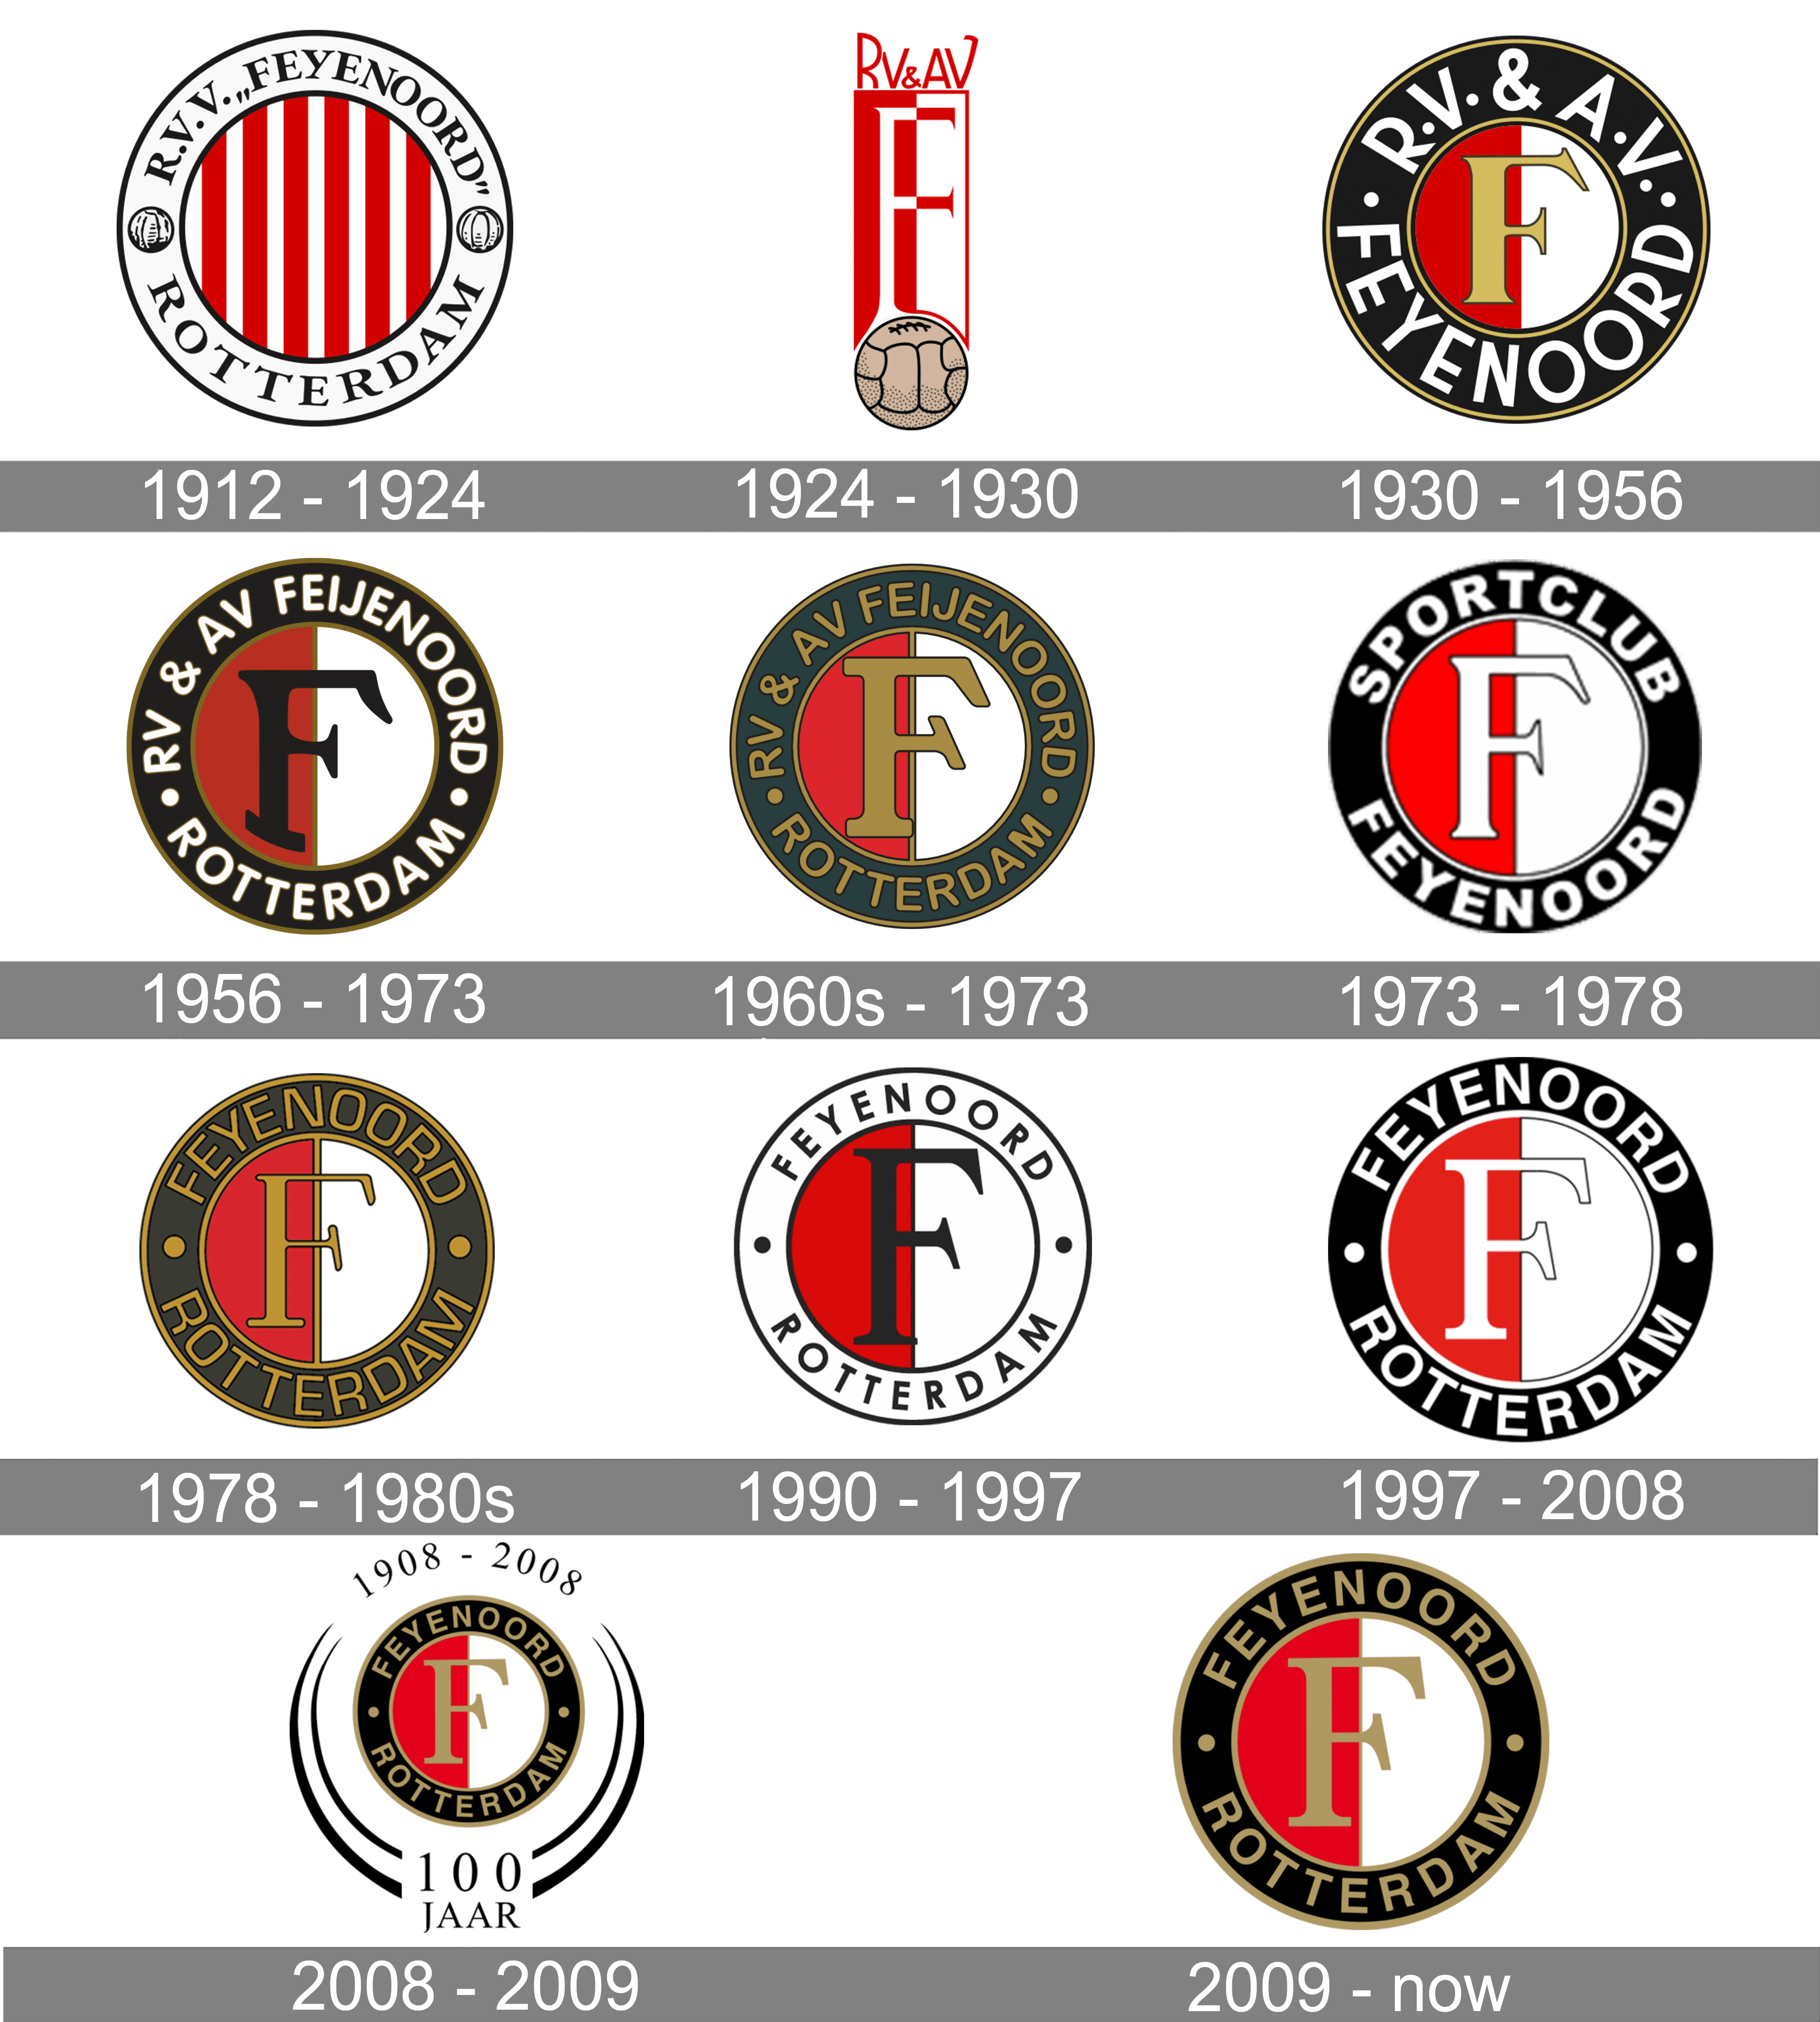 R.V.V. „FEYENOORD„
ROTTERDAM
RV&AV
F
R.V. & A.V.
F
FEYENOORD
1912 - 1924
1924 - 1930
1930 - 1956
RV & AV FEIJENOORD
F
ROTTERDAM
RV & AV FEIJENOORD
F
ROTTERDAM
SPORTCLUB
F
FEYENOORD
1956 - 1973
1960s - 1973
1973 - 1978
FEYENOORD
F
ROTTERDAM
FEYENOORD
F
ROTTERDAM
FEYENOORD
F
ROTTERDAM
1978 - 1980s
1990 - 1997
1997 - 2008
1908 - 2008
FEYENOORD
F
ROTTERDAM
100
JAAR
FEYENOORD
F
ROTTERDAM
2008 - 2009
2009 - now